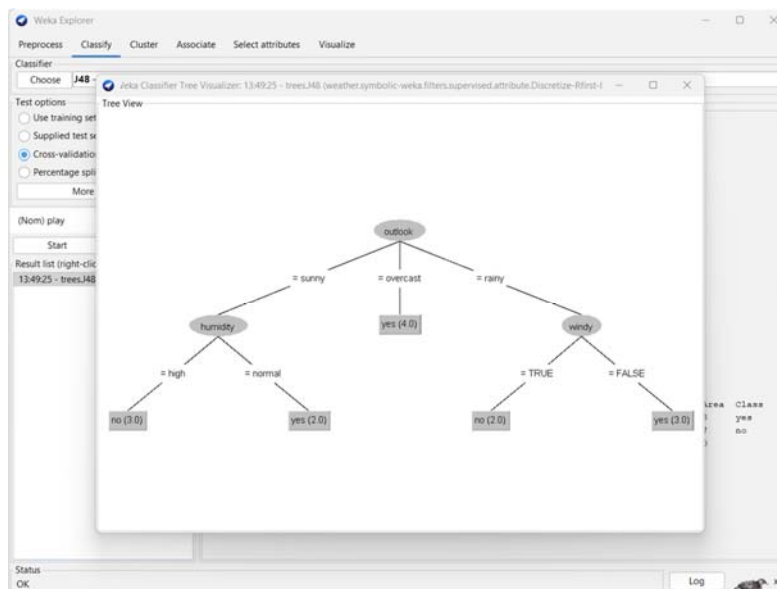 Weka Explorer
Preprocess Classify Cluster Associate Select attributes Visualize
Classifier
Choose J48 -
Weka Classifier Tree Visualizer: 13:49:25 - trees.J48 (weather.symbolic-weka.filters.supervised.attribute.Discretize-Rfirst-l
Test options
Tree View
Use training set
Supplied test se
Cross-validation
Percentage spli
More
(Nom) play
Start
Result list (right-clic
13:49:25 - trees.J48
outlook
= sunny = overcast = rainy
humidity yes (4.0) windy
= high = normal = TRUE = FALSE
no (3.0) yes (2.0) no (2.0) yes (3.0)
Area Class
yes
no
Status
OK
Log
x